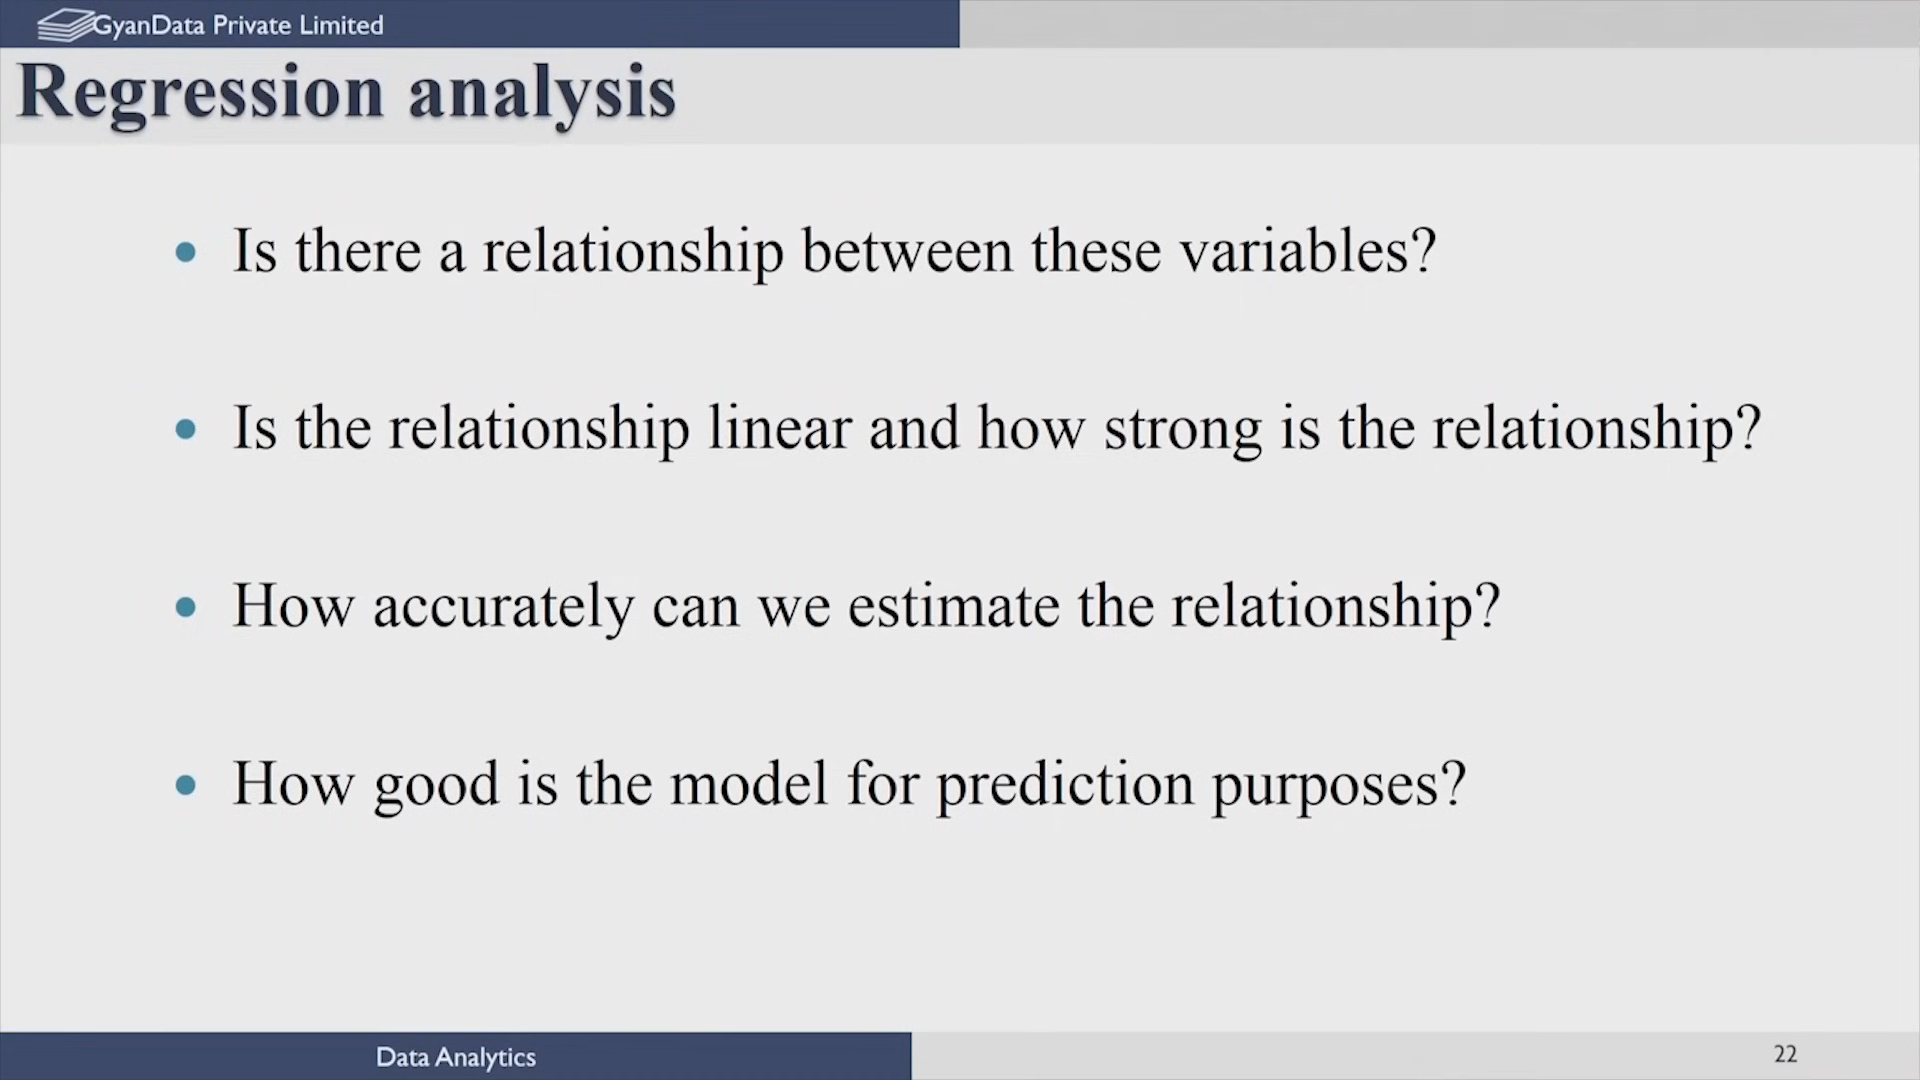 GyanData Private Limited
Regression analysis
• Is there a relationship between these variables?
• Is the relationship linear and how strong is the relationship?
• How accurately can we estimate the relationship?
• How good is the model for prediction purposes?
Data Analytics
22